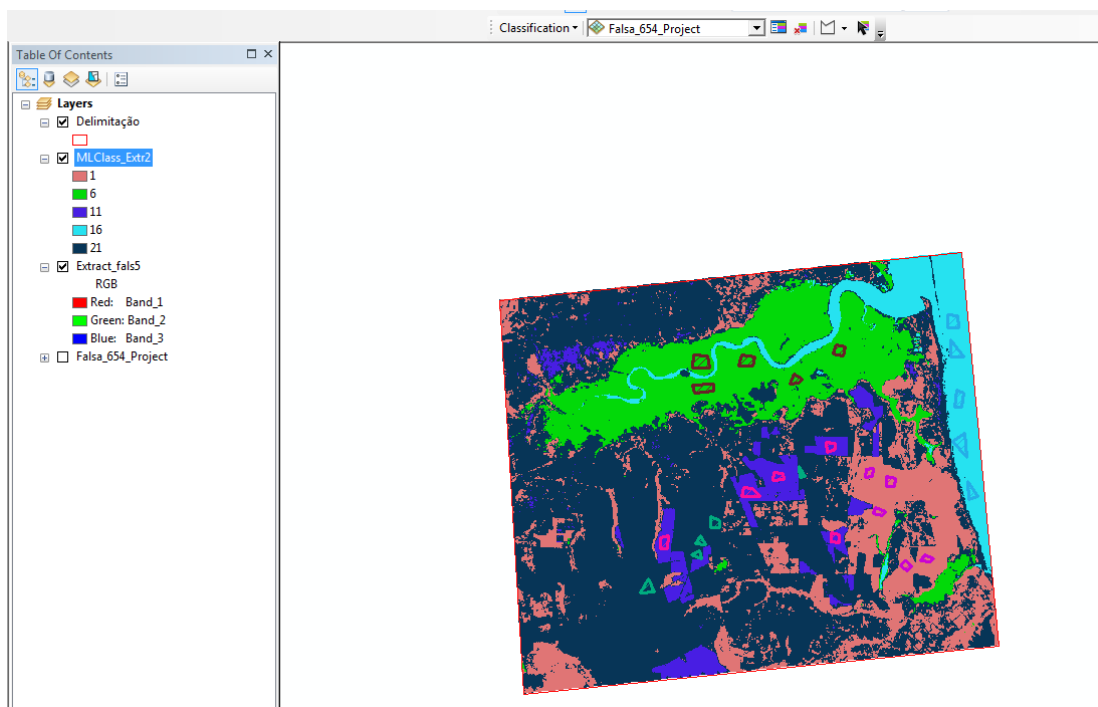 Classification
Falsa_654_Project
Table Of Contents
Layers
Delimitação
MLClass_Extr2
1
6
11
16
21
Extract_fals5
RGB
Red: Band_1
Green: Band_2
Blue: Band_3
Falsa_654_Project